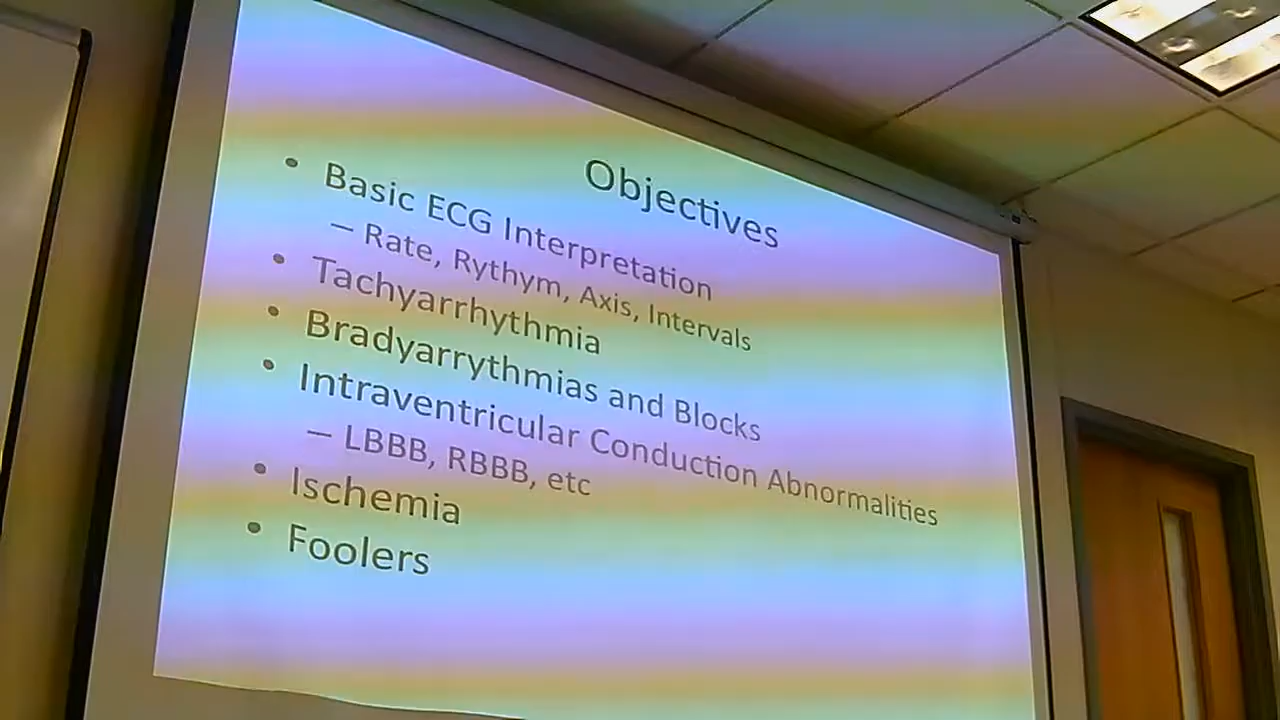 Objectives
• Basic ECG Interpretation
– Rate, Rythym, Axis, Intervals
• Tachyarrhythmia
• Bradyarrythmias and Blocks
• Intraventricular Conduction Abnormalities
– LBBB, RBBB, etc
• Ischemia
• Foolers